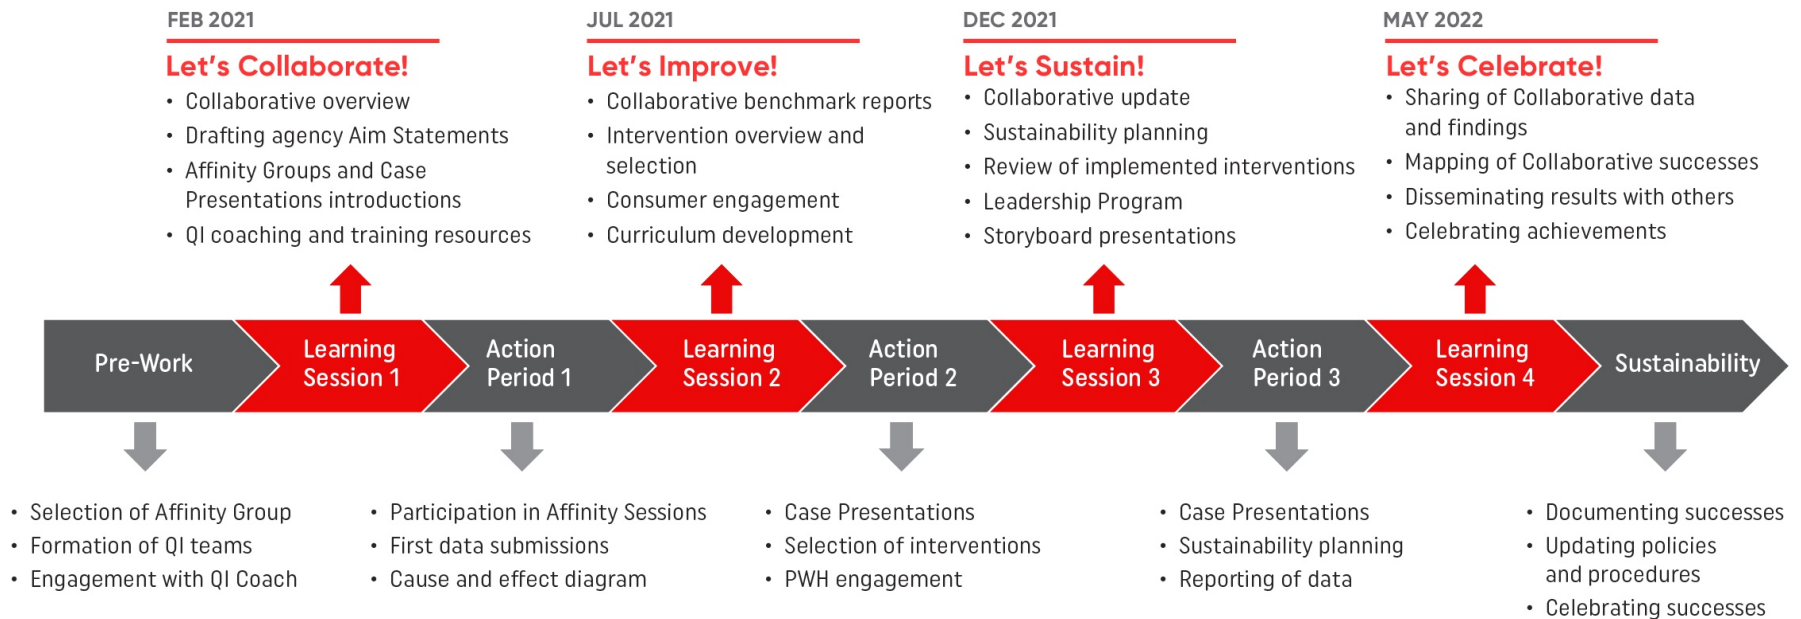 FEB 2021
Let's Collaborate!
• Collaborative overview
• Drafting agency Aim Statements
• Affinity Groups and Case
Presentations introductions
• QI coaching and training resources
JUL 2021
Let's Improve!
• Collaborative benchmark reports
• Intervention overview and
selection
• Consumer engagement
• Curriculum development
DEC 2021
Let's Sustain!
• Collaborative update
• Sustainability planning
• Review of implemented interventions
• Leadership Program
• Storyboard presentations
MAY 2022
Let's Celebrate!
• Sharing of Collaborative data
and findings
• Mapping of Collaborative successes
• Disseminating results with others
• Celebrating achievements
Pre-Work
Learning
Session 1
Action
Period 1
Learning
Session 2
Action
Period 2
Learning
Session 3
Action
Period 3
Learning
Session 4
Sustainability
• Selection of Affinity Group
• Formation of QI teams
• Engagement with QI Coach
• Participation in Affinity Sessions
• First data submissions
• Cause and effect diagram
• Case Presentations
• Selection of interventions
• PWH engagement
• Case Presentations
• Sustainability planning
• Reporting of data
• Documenting successes
• Updating policies
and procedures
• Celebrating successes